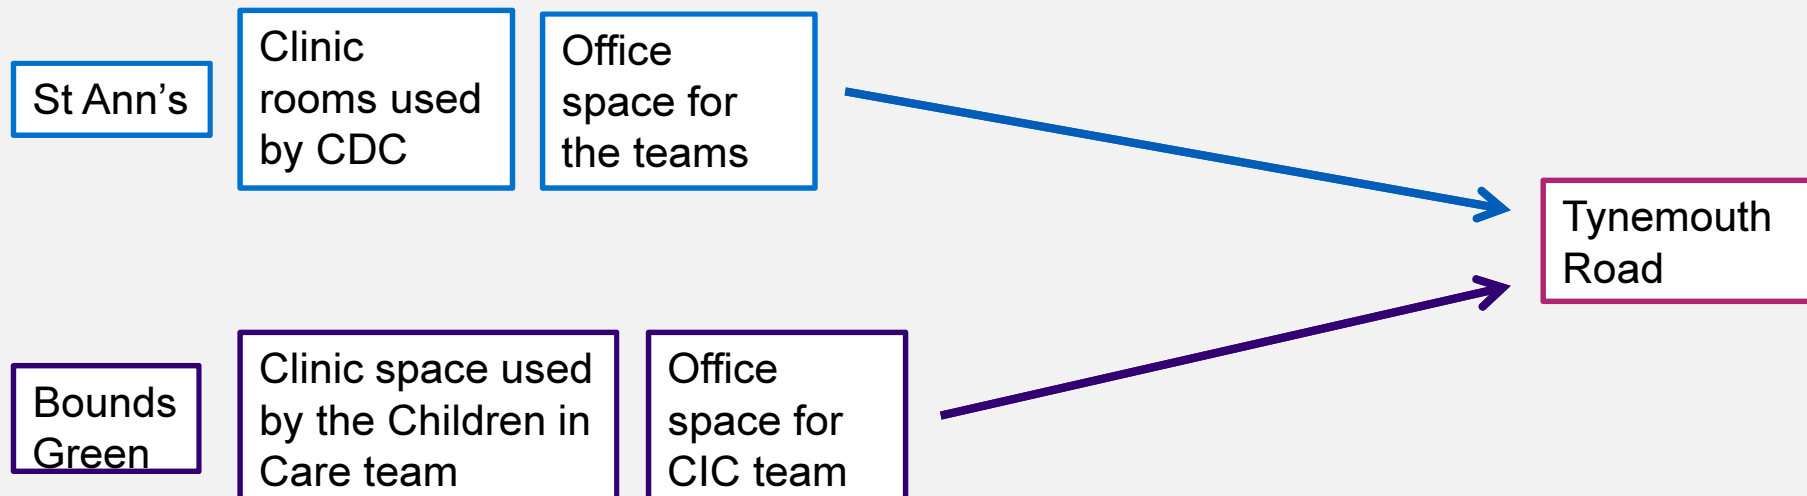 St Ann’s
Clinic
rooms used
by CDC
Office
space for
the teams
Tynemouth
Road
Bounds
Green
Clinic space used
by the Children in
Care team
Office
space for
CIC team